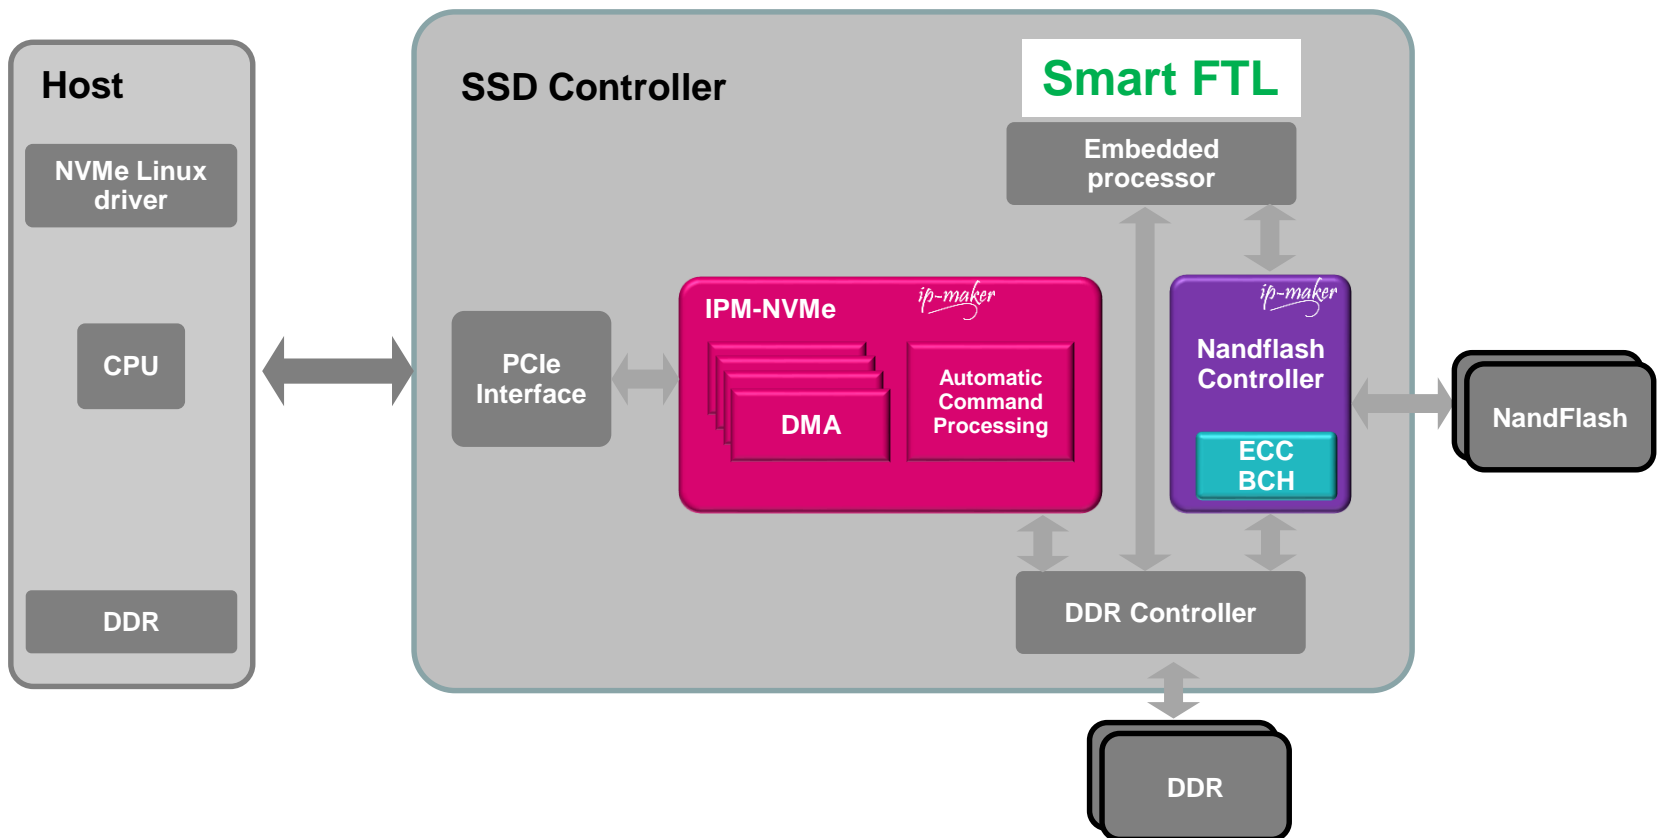 Host
NVMe Linux
driver
CPU
DDR
SSD Controller
Smart FTL
Embedded
processor
PCIe
Interface
IPM-NVMe
ip-maker
DMA
Automatic
Command
Processing
ip-maker
Nandflash
Controller
ECC
BCH
NandFlash
DDR Controller
DDR